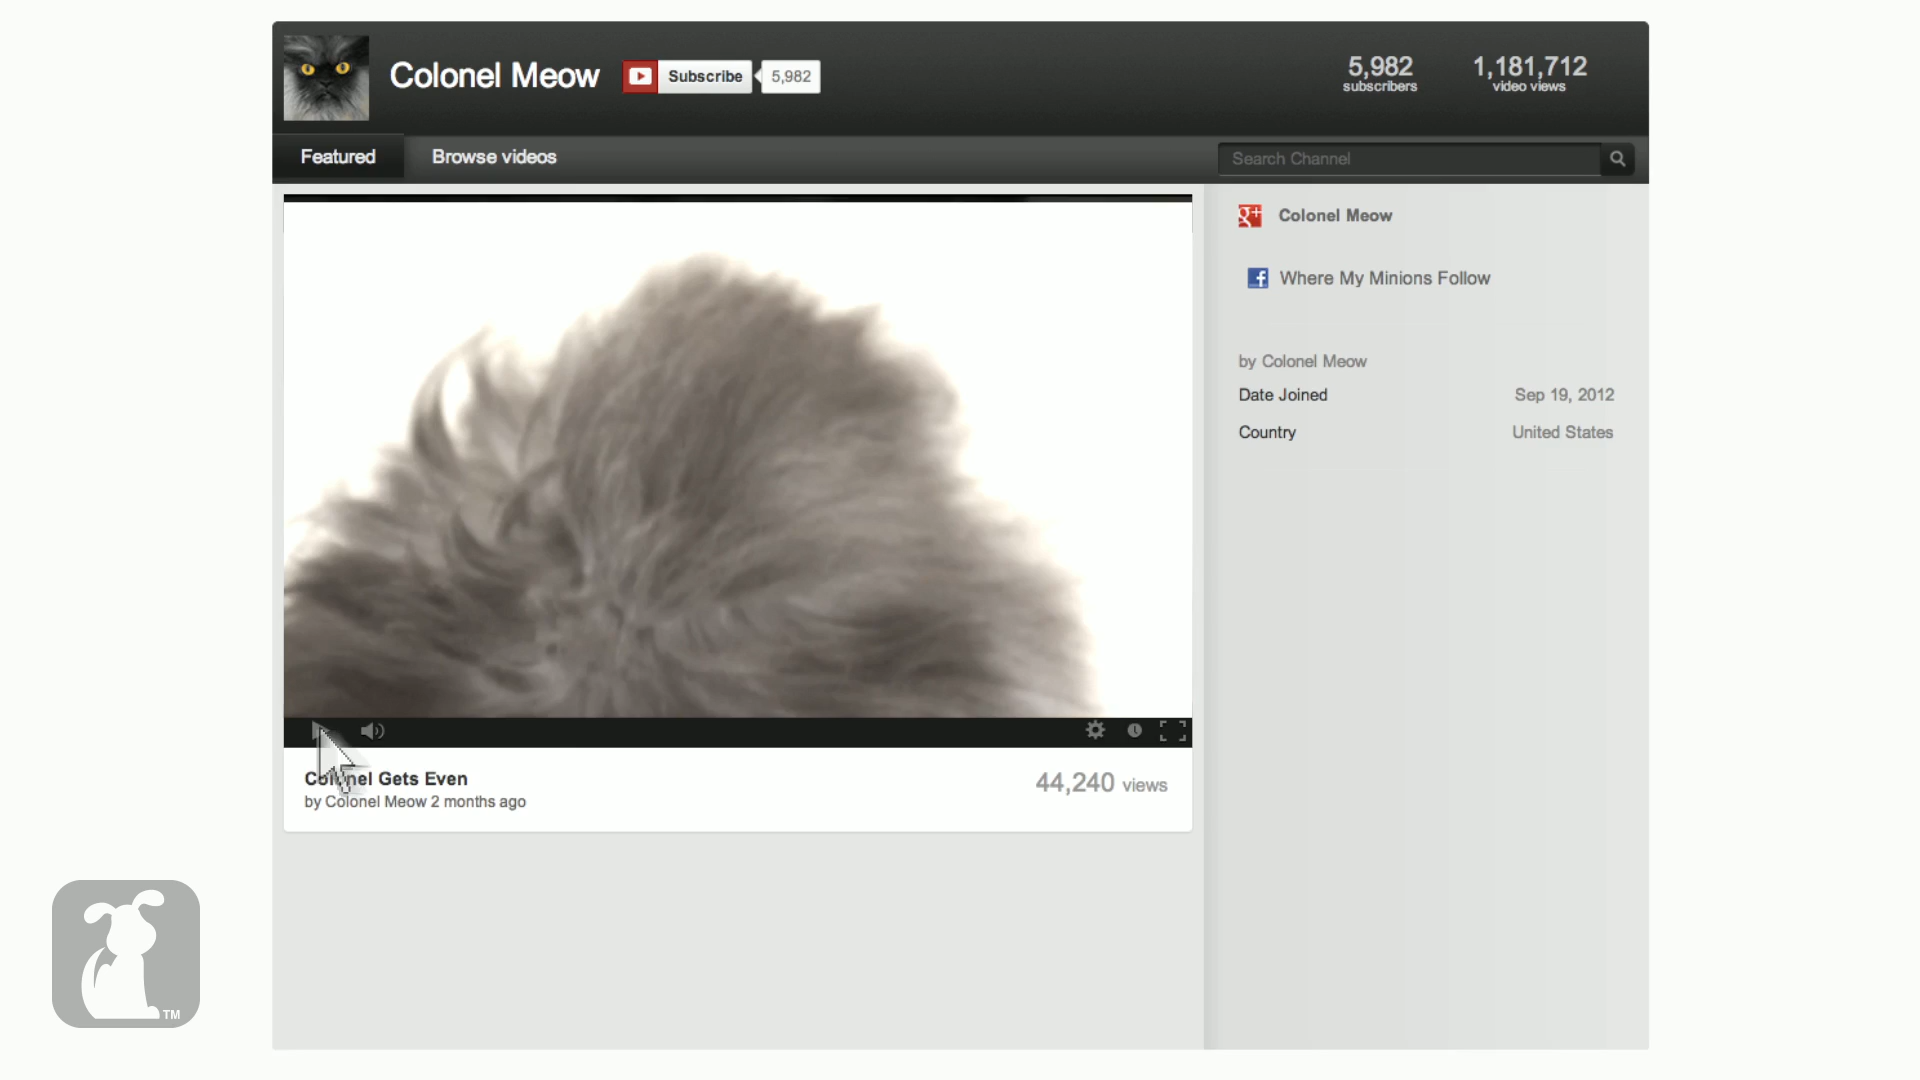 Colonel Meow
Subscribe
5,982
5,982
subscribers
1,181,712
video views
Featured
Browse videos
Search Channel
g+
Colonel Meow
f
Where My Minions Follow
by Colonel Meow
Date Joined
Sep 19, 2012
Country
United States
Colonel Gets Even
by Colonel Meow 2 months ago
44,240 views
TM